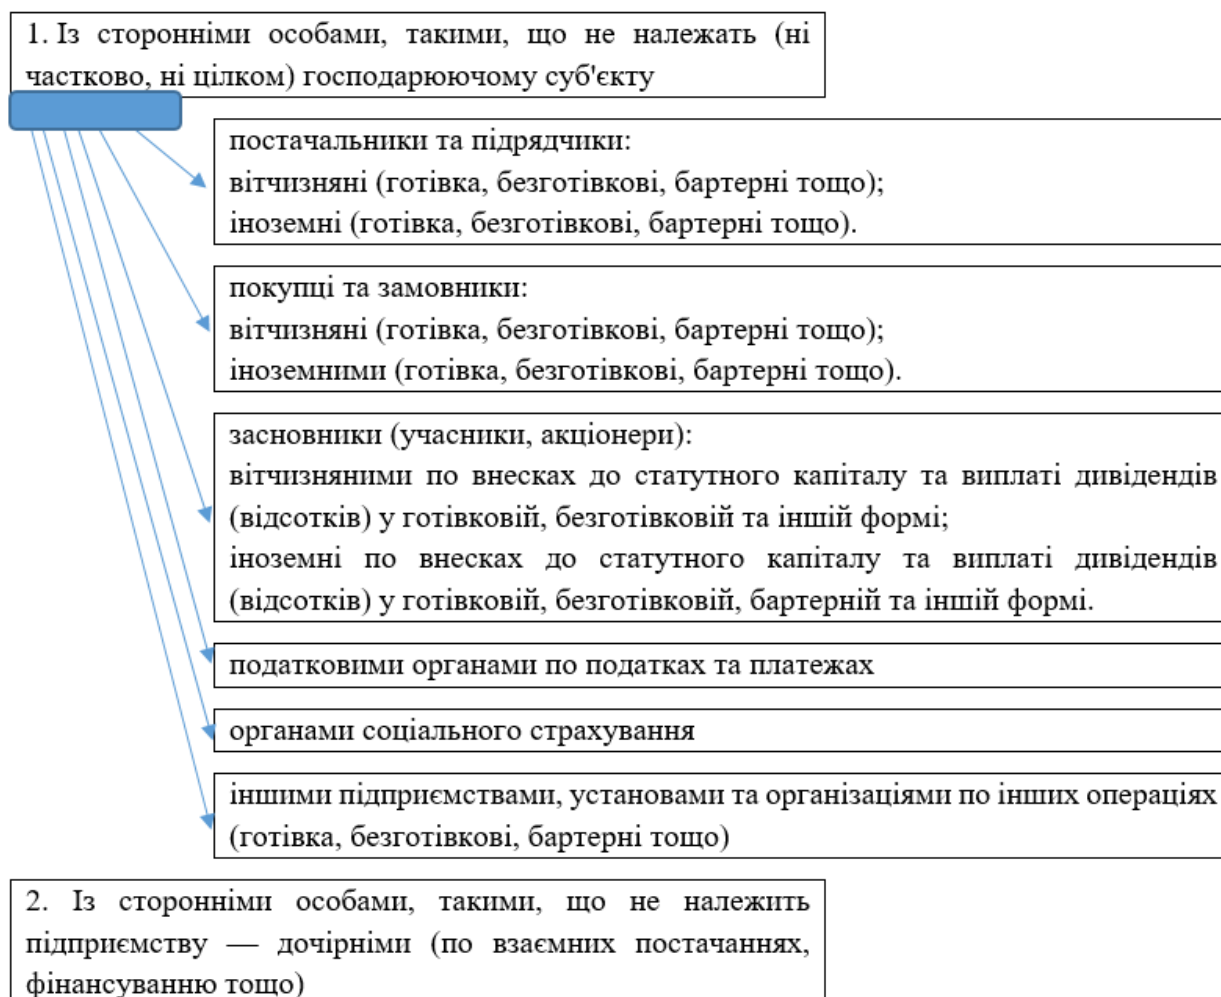 1. Із сторонніми особами, такими, що не належать (ні
частково, ні цілком) господарюючому суб'єкту
постачальники та підрядчики:
вітчизняні (готівка, безготівкові, бартерні тощо);
іноземні (готівка, безготівкові, бартерні тощо).
покупці та замовники:
вітчизняні (готівка, безготівкові, бартерні тощо);
іноземними (готівка, безготівкові, бартерні тощо).
засновники (учасники, акціонери):
вітчизняними по внесках до статутного капіталу та виплаті дивідендів
(відсотків) у готівковій, безготівковій та іншій формі;
іноземні по внесках до статутного капіталу та виплаті дивідендів
(відсотків) у готівковій, безготівковій, бартерній та іншій формі.
податковими органами по податках та платежах
органами соціального страхування
іншими підприємствами, установами та організаціями по інших операціях
(готівка, безготівкові, бартерні тощо)
2. Із сторонніми особами, такими, що не належить
підприємству — дочірніми (по взаємних постачаннях,
фінансуванню тощо)